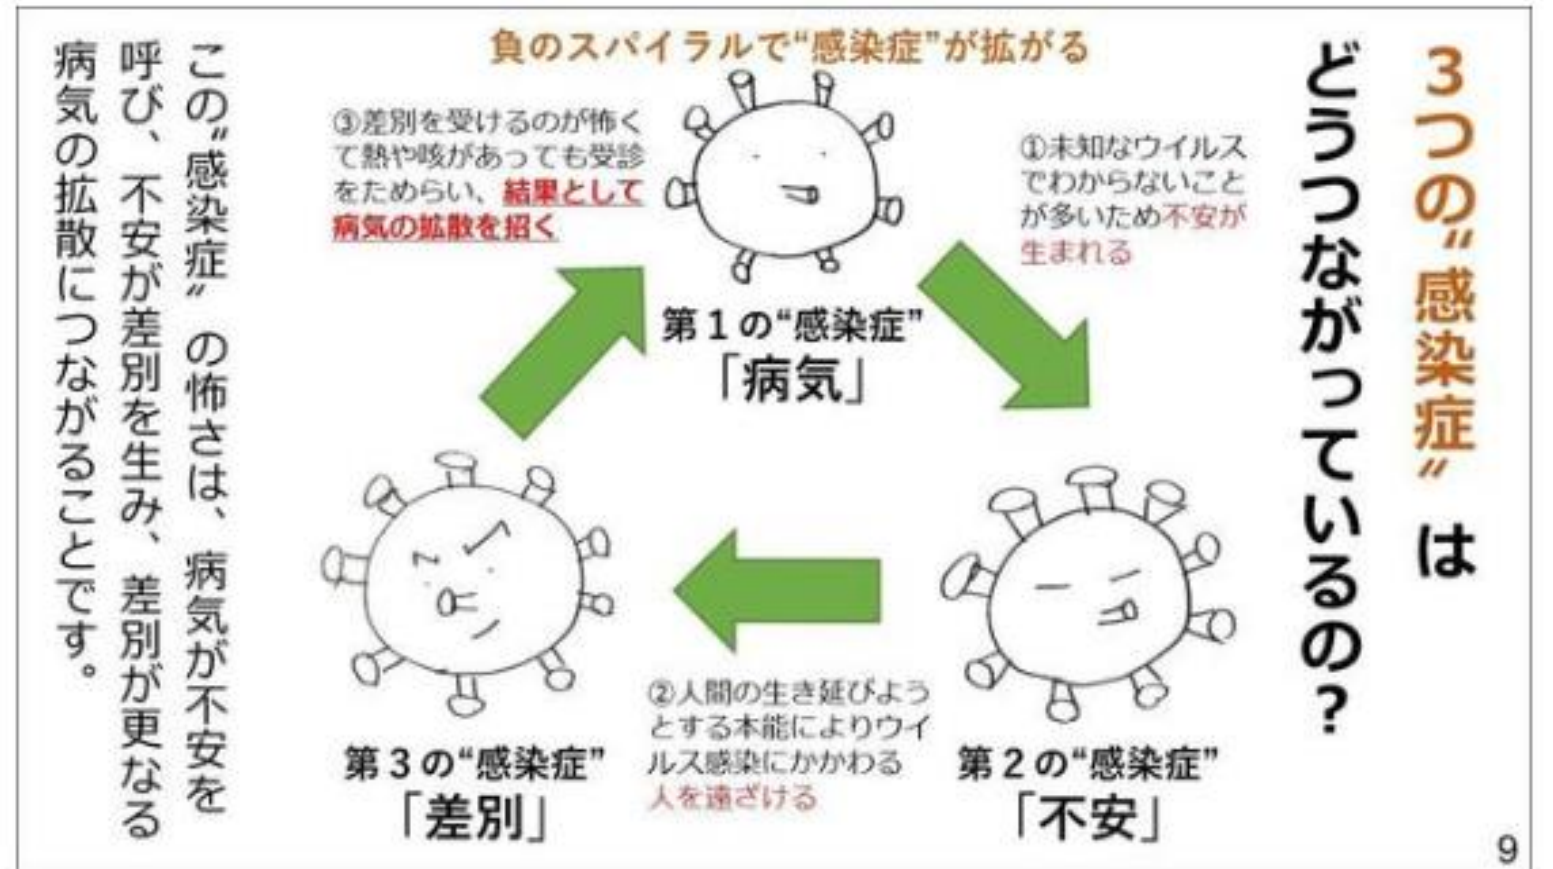 3つの“感染症”は
どうつながっているの?
負のスパイラルで“感染症”が拡がる
①未知なウイルス
でわからないこと
が多いため不安が
生まれる
第1の“感染症”
「病気」
第2の“感染症”
「不安」
②人間の生き延びよう
とする本能によりウイ
ルス感染にかかわる
人を遠ざける
第3の“感染症”
「差別」
③差別を受けるのが怖く
て熱や咳があっても受診
をためらい、結果として
病気の拡散を招く
この“感染症”の怖さは、病気が不安を
呼び、不安が差別を生み、差別が更なる
病気の拡散につながることです。
9